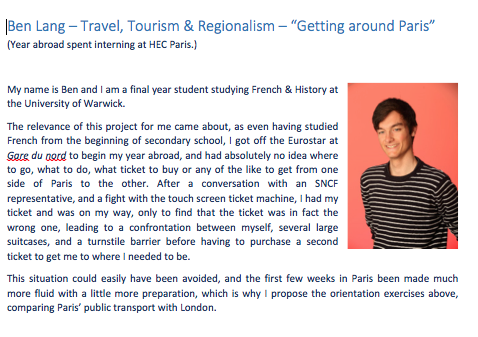 Ben Lang – Travel, Tourism & Regionalism – “Getting around Paris”
(Year abroad spent interning at HEC Paris.)
My name is Ben and I am a final year student studying French & History at
the University of Warwick.
The relevance of this project for me came about, as even having studied
French from the beginning of secondary school, I got off the Eurostar at
Gare du nord to begin my year abroad, and had absolutely no idea where
to go, what to do, what ticket to buy or any of the like to get from one
side of Paris to the other. After a conversation with an SNCF
representative, and a fight with the touch screen ticket machine, I had my
ticket and was on my way, only to find that the ticket was in fact the
wrong one, leading to a confrontation between myself, several large
suitcases, and a turnstile barrier before having to purchase a second
ticket to get me to where I needed to be.
This situation could easily have been avoided, and the first few weeks in Paris been made much
more fluid with a little more preparation, which is why I propose the orientation exercises above,
comparing Paris’ public transport with London.